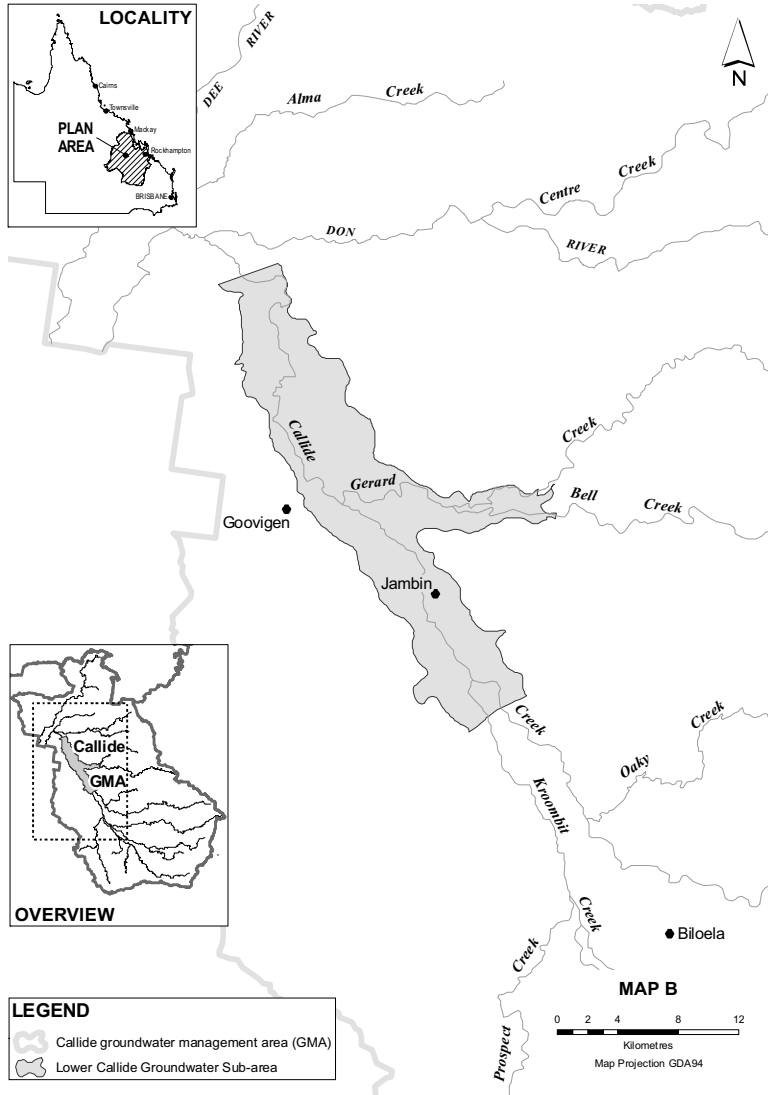 LOCALITY
Cairns
Townsville
Mackay
PLAN
AREA
Rockhampton
BRISBANE
DEE RIVER
Alma Creek
N
Centre Creek
DON RIVER
Callide
Gerard Creek
Bell Creek
Goovigen
Jambin
Creek
Oaky Creek
Kroombit
Creek
Biloela
Prospect Creek
Callide
GMA
OVERVIEW
MAP B
0 2 4 8 12
Kilometres
Map Projection GDA94
LEGEND
Callide groundwater management area (GMA)
Lower Callide Groundwater Sub-area